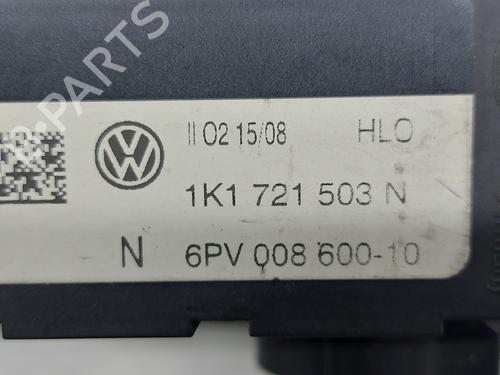 II 02 15/08 HLO
1K1 721 503 N
N 6PV 008 600-10
B-PARTS